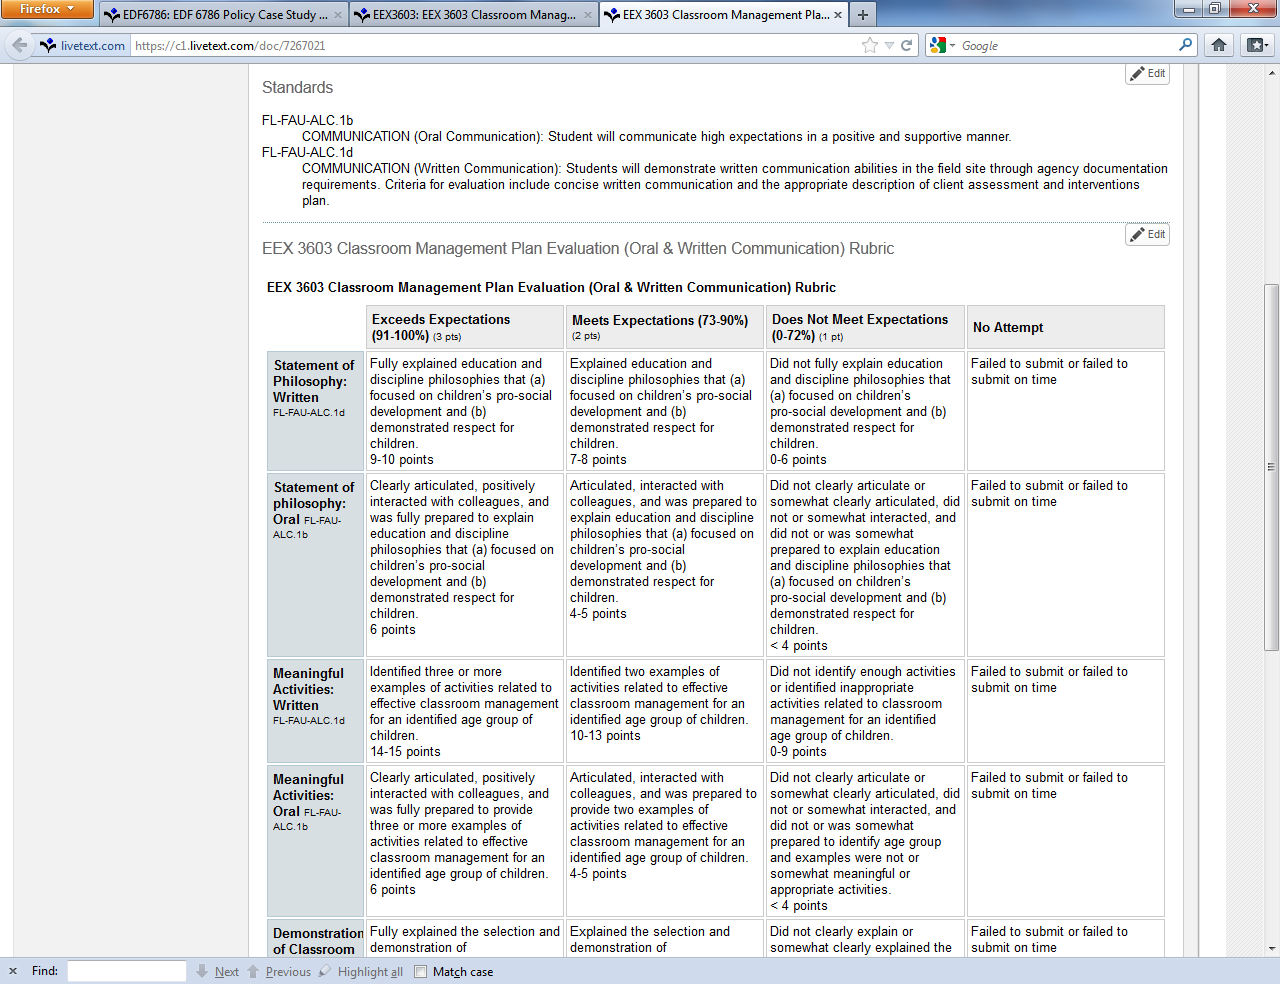 Firefox
EDF6786: EDF 6786 Policy Case Study ...
EEX3603: EEX 3603 Classroom Manag...
EEX 3603 Classroom Management Pla...
livetext.com
https://c1.livetext.com/doc/7267021
Google
Standards
Edit
FL-FAU-ALC.1b
COMMUNICATION (Oral Communication): Student will communicate high expectations in a positive and supportive manner.
FL-FAU-ALC.1d
COMMUNICATION (Written Communication): Students will demonstrate written communication abilities in the field site through agency documentation
requirements. Criteria for evaluation include concise written communication and the appropriate description of client assessment and interventions
plan.
Edit
EEX 3603 Classroom Management Plan Evaluation (Oral & Written Communication) Rubric
EEX 3603 Classroom Management Plan Evaluation (Oral & Written Communication) Rubric
Exceeds Expectations
(91-100%) (3 pts)
Meets Expectations (73-90%)
(2 pts)
Does Not Meet Expectations
(0-72%) (1 pt)
No Attempt
Statement of
Philosophy:
Written
FL-FAU-ALC.1d
Fully explained education and
discipline philosophies that (a)
focused on children's pro-social
development and (b)
demonstrated respect for
children.
9-10 points
Explained education and
discipline philosophies that (a)
focused on children's pro-social
development and (b)
demonstrated respect for
children.
7-8 points
Did not fully explain education
and discipline philosophies that
(a) focused on children's
pro-social development and (b)
demonstrated respect for
children.
0-6 points
Failed to submit or failed to
submit on time
Statement of
philosophy:
Oral FL-FAU-
ALC.1b
Clearly articulated, positively
interacted with colleagues, and
was fully prepared to explain
education and discipline
philosophies that (a) focused on
children's pro-social
development and (b)
demonstrated respect for
children.
6 points
Articulated, interacted with
colleagues, and was prepared to
explain education and discipline
philosophies that (a) focused on
children's pro-social
development and (b)
demonstrated respect for
children.
4-5 points
Did not clearly articulate or
somewhat clearly articulated, did
not or somewhat interacted, and
did not or was somewhat
prepared to explain education
and discipline philosophies that
(a) focused on children's
pro-social development and (b)
demonstrated respect for
children.
< 4 points
Failed to submit or failed to
submit on time
Meaningful
Activities:
Written
FL-FAU-ALC.1d
Identified three or more
examples of activities related to
effective classroom management
for an identified age group of
children.
14-15 points
Identified two examples of
activities related to effective
classroom management for an
identified age group of children.
10-13 points
Did not identify enough activities
or identified inappropriate
activities related to classroom
management for an identified
age group of children.
0-9 points
Failed to submit or failed to
submit on time
Meaningful
Activities:
Oral FL-FAU-
ALC.1b
Clearly articulated, positively
interacted with colleagues, and
was fully prepared to provide
three or more examples of
activities related to effective
classroom management for an
identified age group of children.
6 points
Articulated, interacted with
colleagues, and was prepared to
provide two examples of
activities related to effective
classroom management for an
identified age group of children.
4-5 points
Did not clearly articulate or
somewhat clearly articulated, did
not or somewhat interacted, and
did not or was somewhat
prepared to identify age group
and examples were not or
somewhat meaningful or
appropriate activities.
< 4 points
Failed to submit or failed to
submit on time
Demonstration
of Classroom
Fully explained the selection and
demonstration of
Explained the selection and
demonstration of
Did not clearly explain or
somewhat clearly explained the
Failed to submit or failed to
submit on time
Find:
Next
Previous
Highlight all
Match case